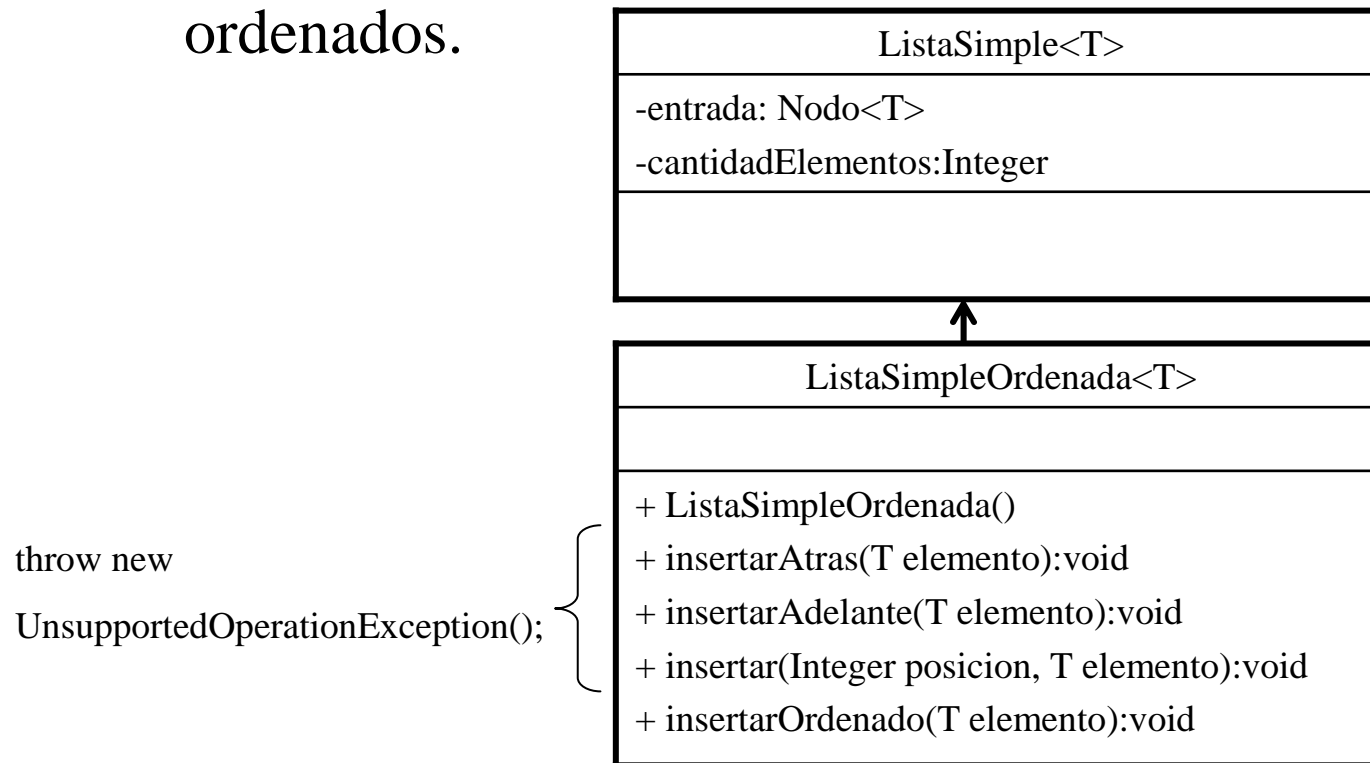 ordenados.
ListaSimple<T>
-entrada: Nodo<T>
-cantidadElementos:Integer
ListaSimpleOrdenada<T>
+ ListaSimpleOrdenada()
+ insertarAtras(T elemento):void
+ insertarAdelante(T elemento):void
+ insertar(Integer posicion, T elemento):void
+ insertarOrdenado(T elemento):void
throw new
UnsupportedOperationException();